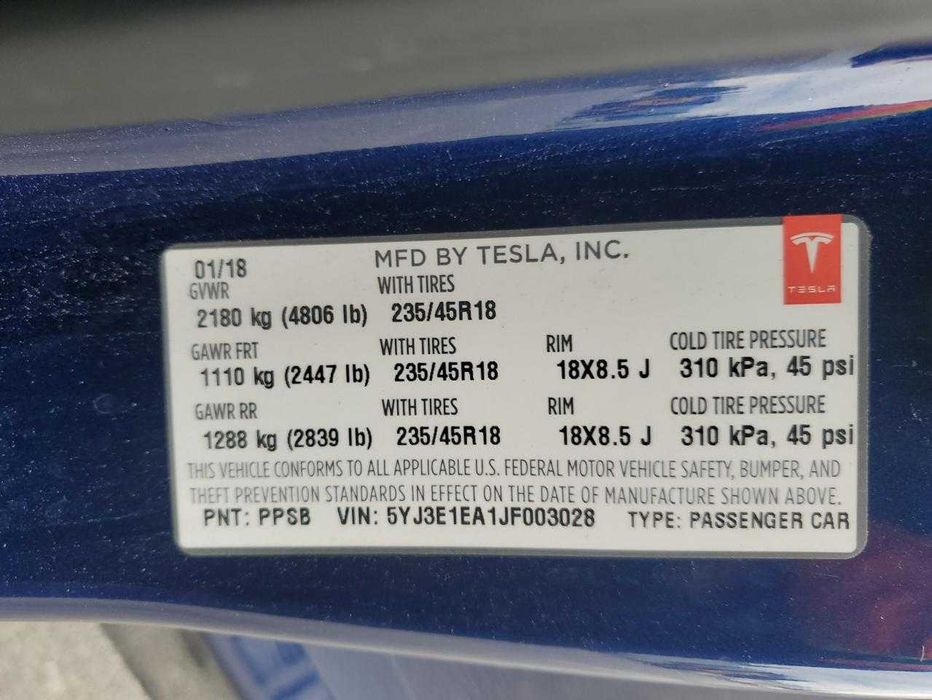 MFD BY TESLA, INC.
TESLA
01/18
GVWR WITH TIRES
2180 kg (4806 lb) 235/45R18
GAWR FRT WITH TIRES RIM COLD TIRE PRESSURE
1110 kg (2447 lb) 235/45R18 18X8.5 J 310 kPa, 45 psi
GAWR RR WITH TIRES RIM COLD TIRE PRESSURE
1288 kg (2839 lb) 235/45R18 18X8.5 J 310 kPa, 45 psi
THIS VEHICLE CONFORMS TO ALL APPLICABLE U.S. FEDERAL MOTOR VEHICLE SAFETY, BUMPER, AND
THEFT PREVENTION STANDARDS IN EFFECT ON THE DATE OF MANUFACTURE SHOWN ABOVE.
PNT: PPSB VIN: 5YJ3E1EA1JF003028 TYPE: PASSENGER CAR